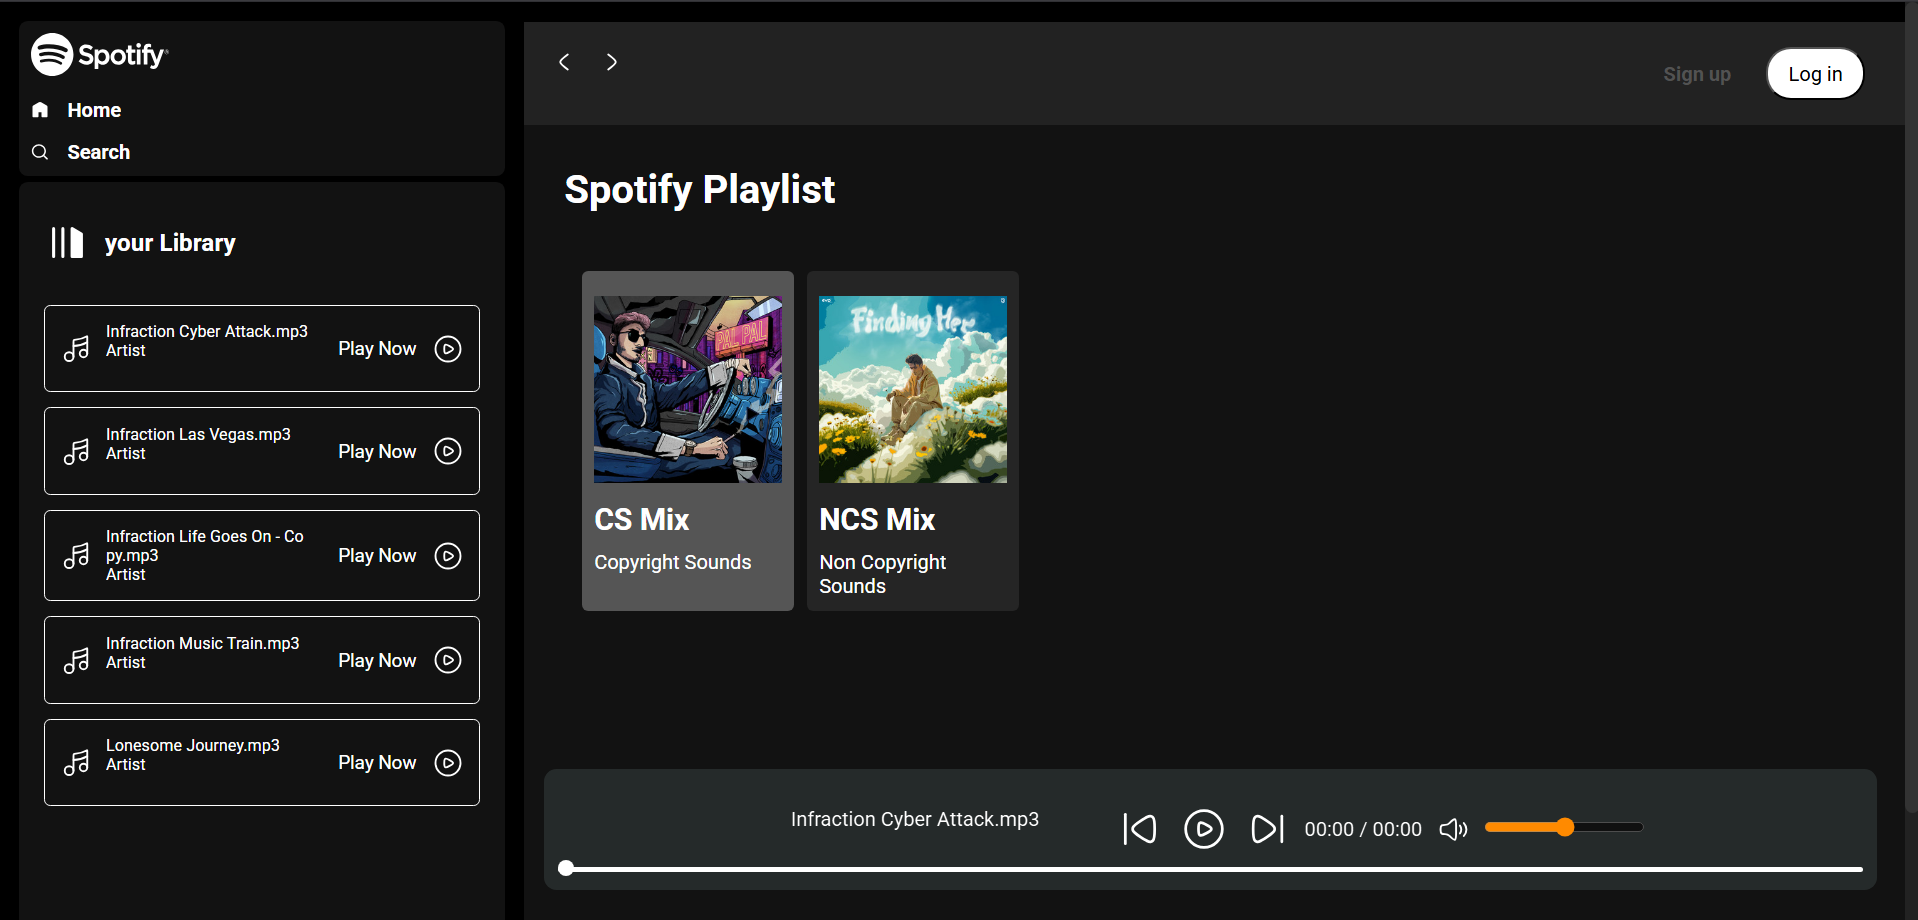 Spotify
Home
Search
your Library
Infraction Cyber Attack.mp3
Artist
Play Now
Infraction Las Vegas.mp3
Artist
Play Now
Infraction Life Goes On - Co
py.mp3
Artist
Play Now
Infraction Music Train.mp3
Artist
Play Now
Lonesome Journey.mp3
Artist
Play Now
Sign up
Log in
Spotify Playlist
PAL PAL
CS Mix
Copyright Sounds
Finding Her
NCS Mix
Non Copyright
Sounds
Infraction Cyber Attack.mp3
00:00 / 00:00